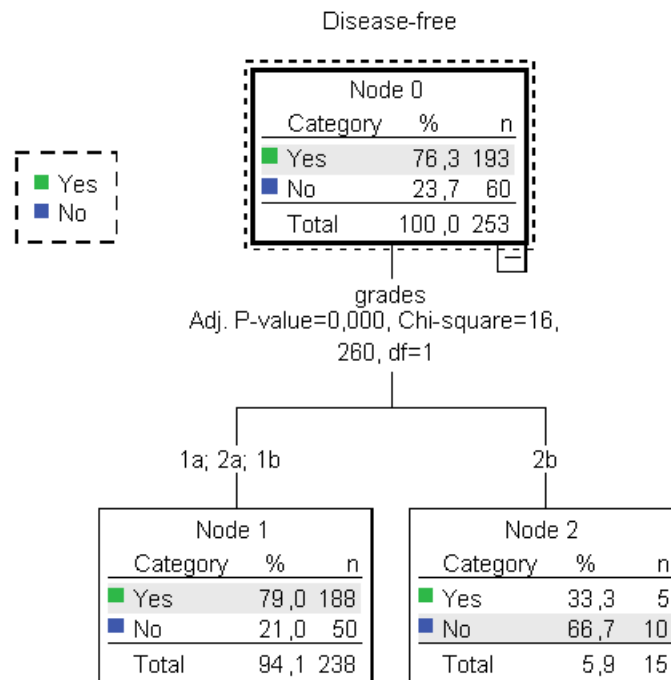 Disease-free
Yes
No
Node 0
Category % n
Yes 76 ,3 193
No 23,7 60
Total 100 ,0 253
grades
Adj. P-value=0,000, Chi-square=16,
260, df=1
1a; 2a; 1b
2b
Node 1
Category % n
Yes 79 ,0 188
No 21,0 50
Total 94 ,1 238
Node 2
Category % n
Yes 33 ,3 5
No 66,7 10
Total 5 ,9 15